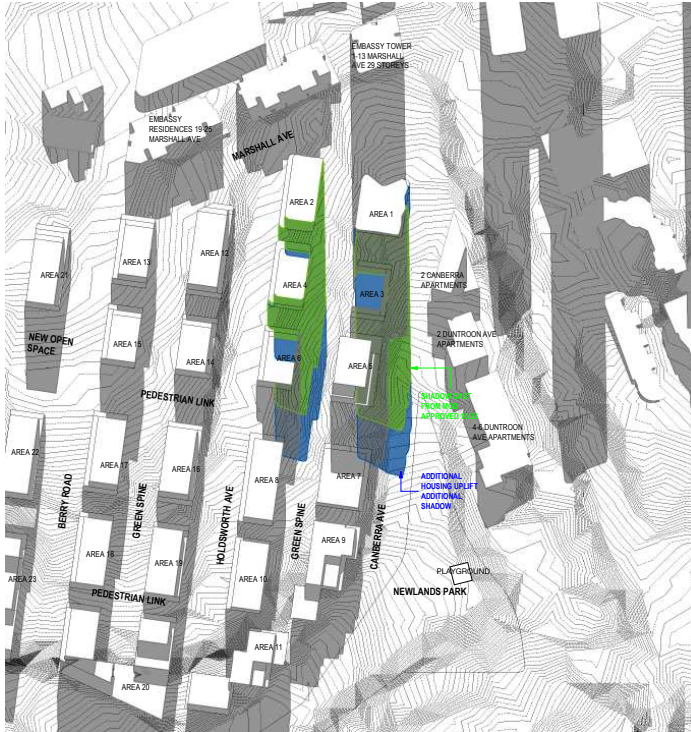 EMBASSY TOWER
1-13 MARSHALL
AVE 29 STOREYS
EMBASSY
RESIDENCES 19-25
MARSHALL AVE
MARSHALL AVE
AREA 2
AREA 1
AREA 12
AREA 13
AREA 21
AREA 4
AREA 3
2 CANBERRA
APARTMENTS
NEW OPEN
SPACE
AREA 15
AREA 14
AREA 6
AREA 5
2 DUNTROON AVE
APARTMENTS
PEDESTRIAN LINK
SHADOW
FROM
APPROVED
4-6 DUNTROON
AVE APARTMENTS
AREA 22
AREA 17
AREA 16
AREA 8
AREA 7
ADDITIONAL
HOUSING UPLIFT
ADDITIONAL
SHADOW
BERRY ROAD
GREEN SPINE
HOLDSWORTH AVE
GREEN SPINE
CANBERRA AVE
AREA 9
AREA 18
AREA 19
AREA 10
AREA 23
PLAYGROUND
NEWLANDS PARK
PEDESTRIAN LINK
AREA 11
AREA 20